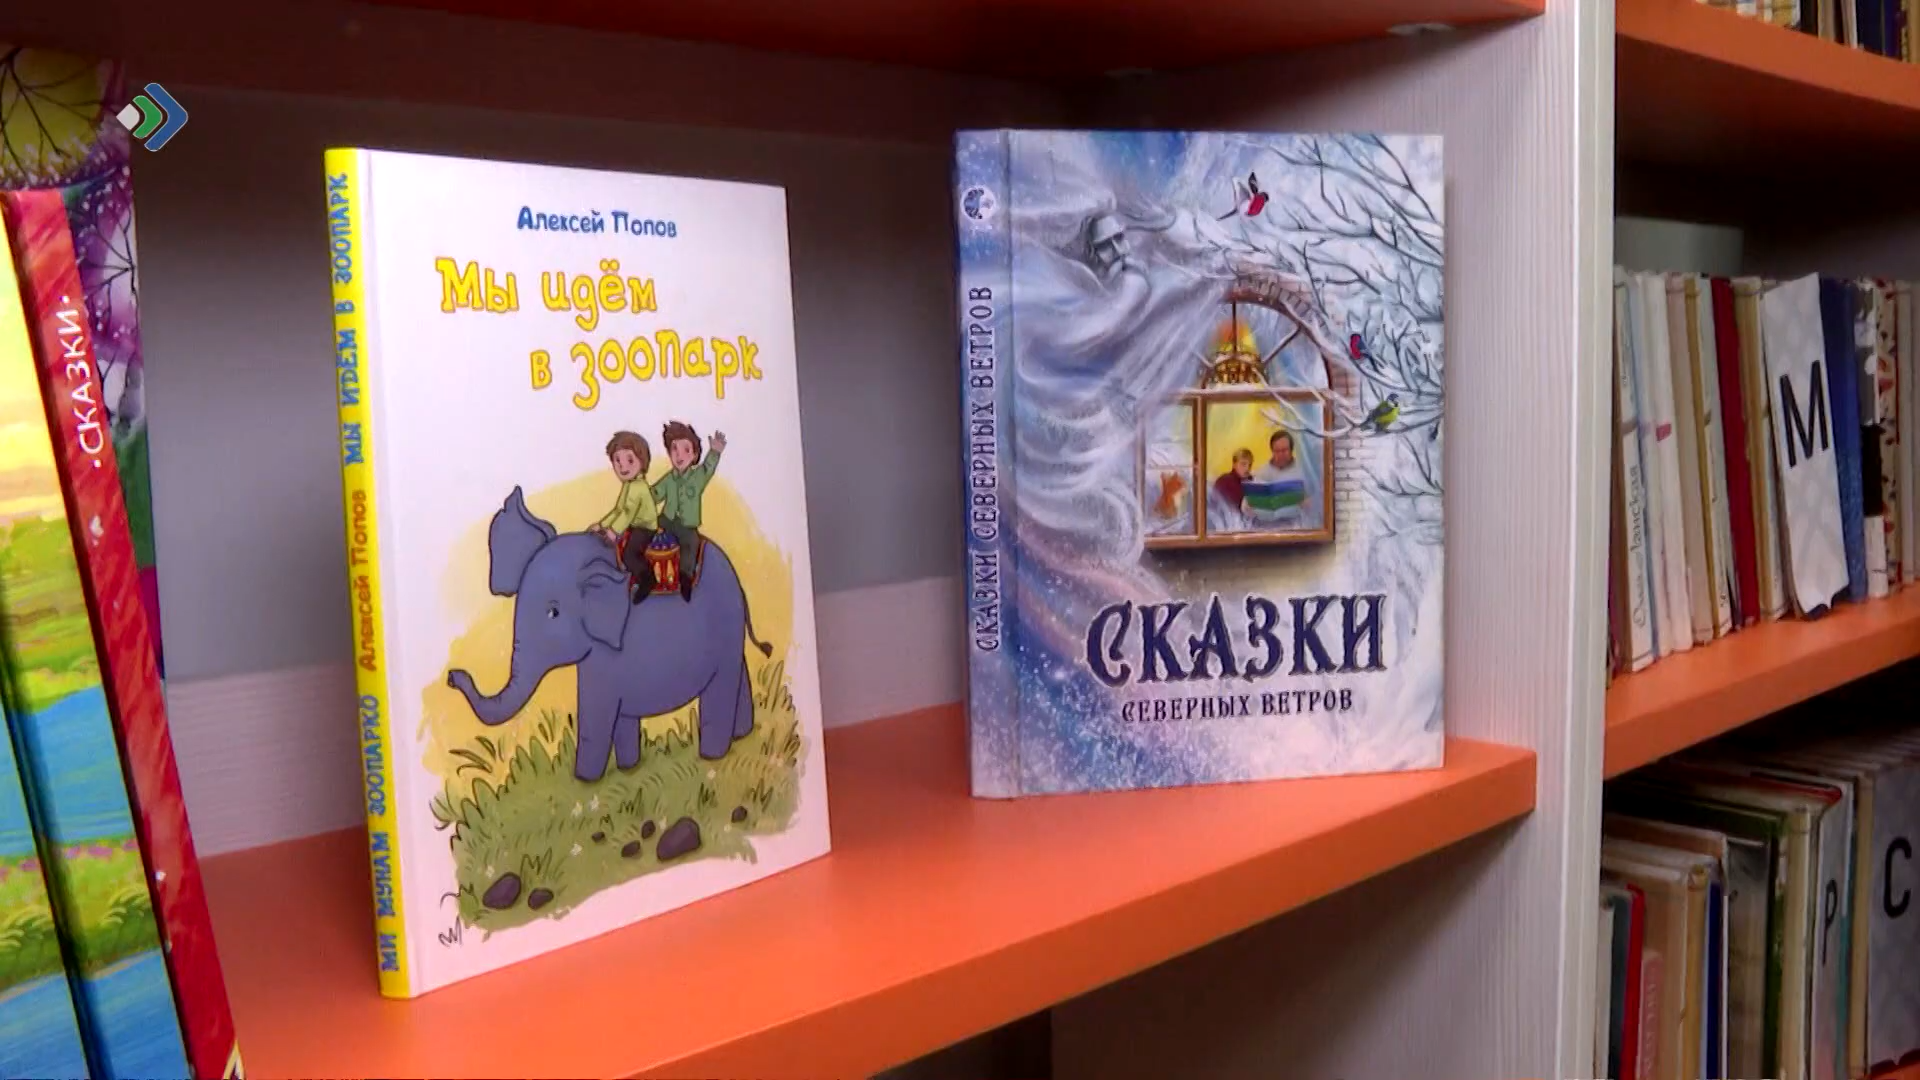 СКАЗКИ
МИ МУНАМ ЗООПАРКО Алексей Попов МЫ ИДЁМ В ЗООПАРК
Алексей Попов
Мы идём
в зоопарк
СКАЗКИ СЕВЕРНЫХ ВЕТРОВ
СКАЗКИ
СЕВЕРНЫХ ВЕТРОВ
М
Р
С